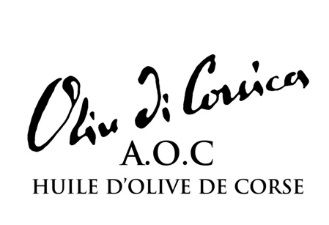 Oliu di Corsica
A.O.C
HUILE D'OLIVE DE CORSE